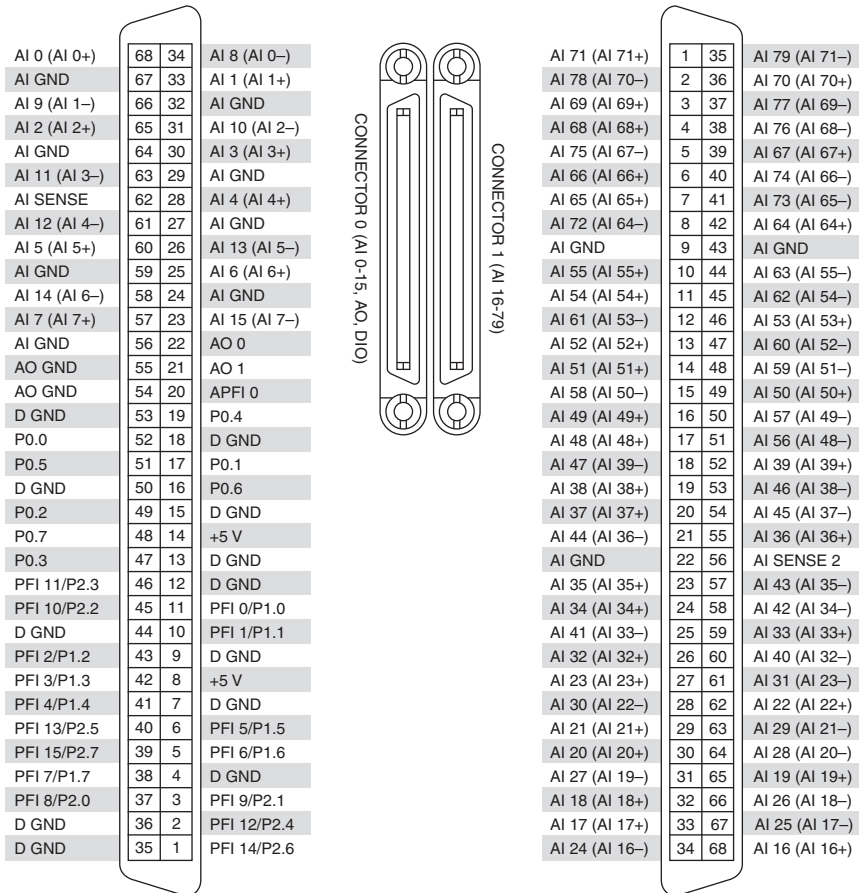 AI 0 (AI 0+) 68 34 AI 8 (AI 0–)
AI GND 67 33 AI 1 (AI 1+)
AI 9 (AI 1–) 66 32 AI GND
AI 2 (AI 2+) 65 31 AI 10 (AI 2–)
AI GND 64 30 AI 3 (AI 3+)
AI 11 (AI 3–) 63 29 AI GND
AI SENSE 62 28 AI 4 (AI 4+)
AI 12 (AI 4–) 61 27 AI GND
AI 5 (AI 5+) 60 26 AI 13 (AI 5–)
AI GND 59 25 AI 6 (AI 6+)
AI 14 (AI 6–) 58 24 AI GND
AI 7 (AI 7+) 57 23 AI 15 (AI 7–)
AI GND 56 22 AO 0
AO GND 55 21 AO 1
AO GND 54 20 APFI 0
D GND 53 19 P0.4
P0.0 52 18 D GND
P0.5 51 17 P0.1
D GND 50 16 P0.6
P0.2 49 15 D GND
P0.7 48 14 +5 V
P0.3 47 13 D GND
PFI 11/P2.3 46 12 D GND
PFI 10/P2.2 45 11 PFI 0/P1.0
D GND 44 10 PFI 1/P1.1
PFI 2/P1.2 43 9 D GND
PFI 3/P1.3 42 8 +5 V
PFI 4/P1.4 41 7 D GND
PFI 13/P2.5 40 6 PFI 5/P1.5
PFI 15/P2.7 39 5 PFI 6/P1.6
PFI 7/P1.7 38 4 D GND
PFI 8/P2.0 37 3 PFI 9/P2.1
D GND 36 2 PFI 12/P2.4
D GND 35 1 PFI 14/P2.6
CONNECTOR 0 (AI 0-15, AO, DIO)
CONNECTOR 1 (AI 16-79)
AI 71 (AI 71+) 1 35 AI 79 (AI 71–)
AI 78 (AI 70–) 2 36 AI 70 (AI 70+)
AI 69 (AI 69+) 3 37 AI 77 (AI 69–)
AI 68 (AI 68+) 4 38 AI 76 (AI 68–)
AI 75 (AI 67–) 5 39 AI 67 (AI 67+)
AI 66 (AI 66+) 6 40 AI 74 (AI 66–)
AI 65 (AI 65+) 7 41 AI 73 (AI 65–)
AI 72 (AI 64–) 8 42 AI 64 (AI 64+)
AI GND 9 43 AI GND
AI 55 (AI 55+) 10 44 AI 63 (AI 55–)
AI 54 (AI 54+) 11 45 AI 62 (AI 54–)
AI 61 (AI 53–) 12 46 AI 53 (AI 53+)
AI 52 (AI 52+) 13 47 AI 60 (AI 52–)
AI 51 (AI 51+) 14 48 AI 59 (AI 51–)
AI 58 (AI 50–) 15 49 AI 50 (AI 50+)
AI 49 (AI 49+) 16 50 AI 57 (AI 49–)
AI 48 (AI 48+) 17 51 AI 56 (AI 48–)
AI 47 (AI 39–) 18 52 AI 39 (AI 39+)
AI 38 (AI 38+) 19 53 AI 46 (AI 38–)
AI 37 (AI 37+) 20 54 AI 45 (AI 37–)
AI 44 (AI 36–) 21 55 AI 36 (AI 36+)
AI GND 22 56 AI SENSE 2
AI 35 (AI 35+) 23 57 AI 43 (AI 35–)
AI 34 (AI 34+) 24 58 AI 42 (AI 34–)
AI 41 (AI 33–) 25 59 AI 33 (AI 33+)
AI 32 (AI 32+) 26 60 AI 40 (AI 32–)
AI 23 (AI 23+) 27 61 AI 31 (AI 23–)
AI 30 (AI 22–) 28 62 AI 22 (AI 22+)
AI 21 (AI 21+) 29 63 AI 29 (AI 21–)
AI 20 (AI 20+) 30 64 AI 28 (AI 20–)
AI 27 (AI 19–) 31 65 AI 19 (AI 19+)
AI 18 (AI 18+) 32 66 AI 26 (AI 18–)
AI 17 (AI 17+) 33 67 AI 25 (AI 17–)
AI 24 (AI 16–) 34 68 AI 16 (AI 16+)